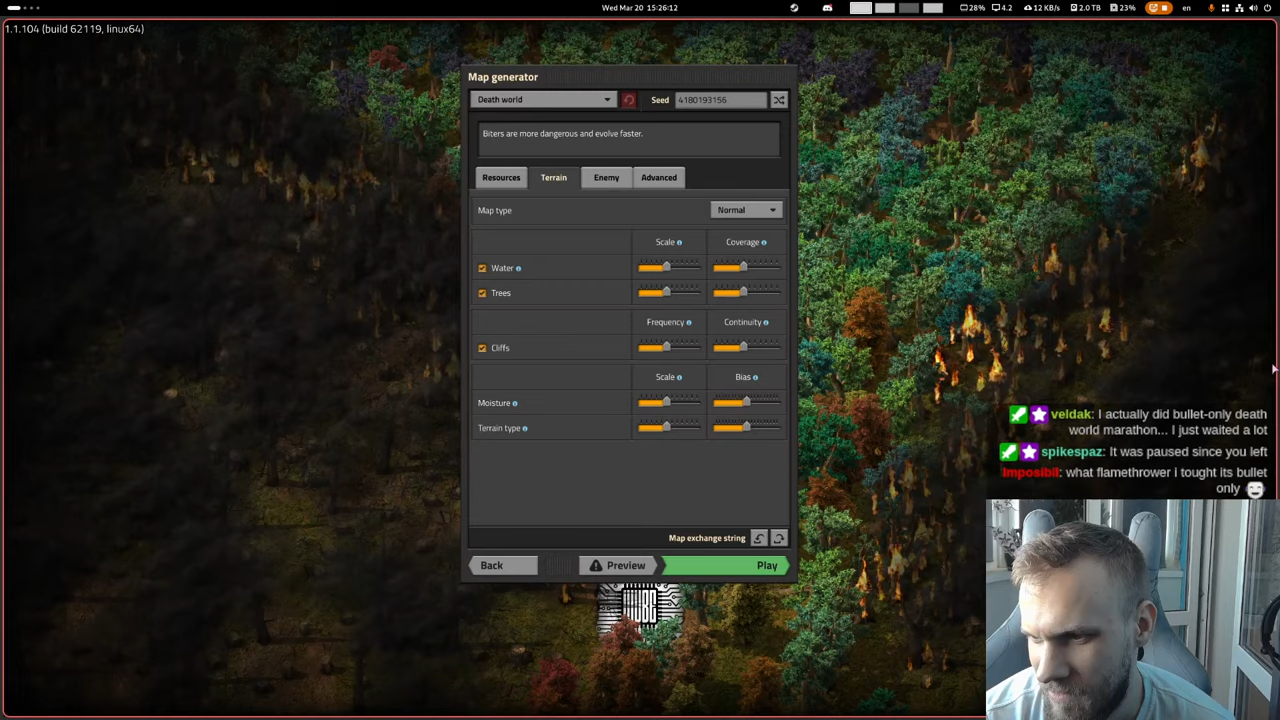 Wed Mar 20 15:26:12
28% 4.2 12 KB/s 2.0 TB 23% en
1.1.104 (build 62119, linux64)
Map generator
Death world Seed 4180193156
Biters are more dangerous and evolve faster.
Resources Terrain Enemy Advanced
Map type Normal
Scale Coverage
Water
Trees
Frequency Continuity
Cliffs
Scale Bias
Moisture
Terrain type
Map exchange string
Back Preview Play
veldak: I actually did bullet-only death
world marathon... I just waited a lot
spikespaz: It was paused since you left
Imposibil: what flamethrower i tought its bullet
only